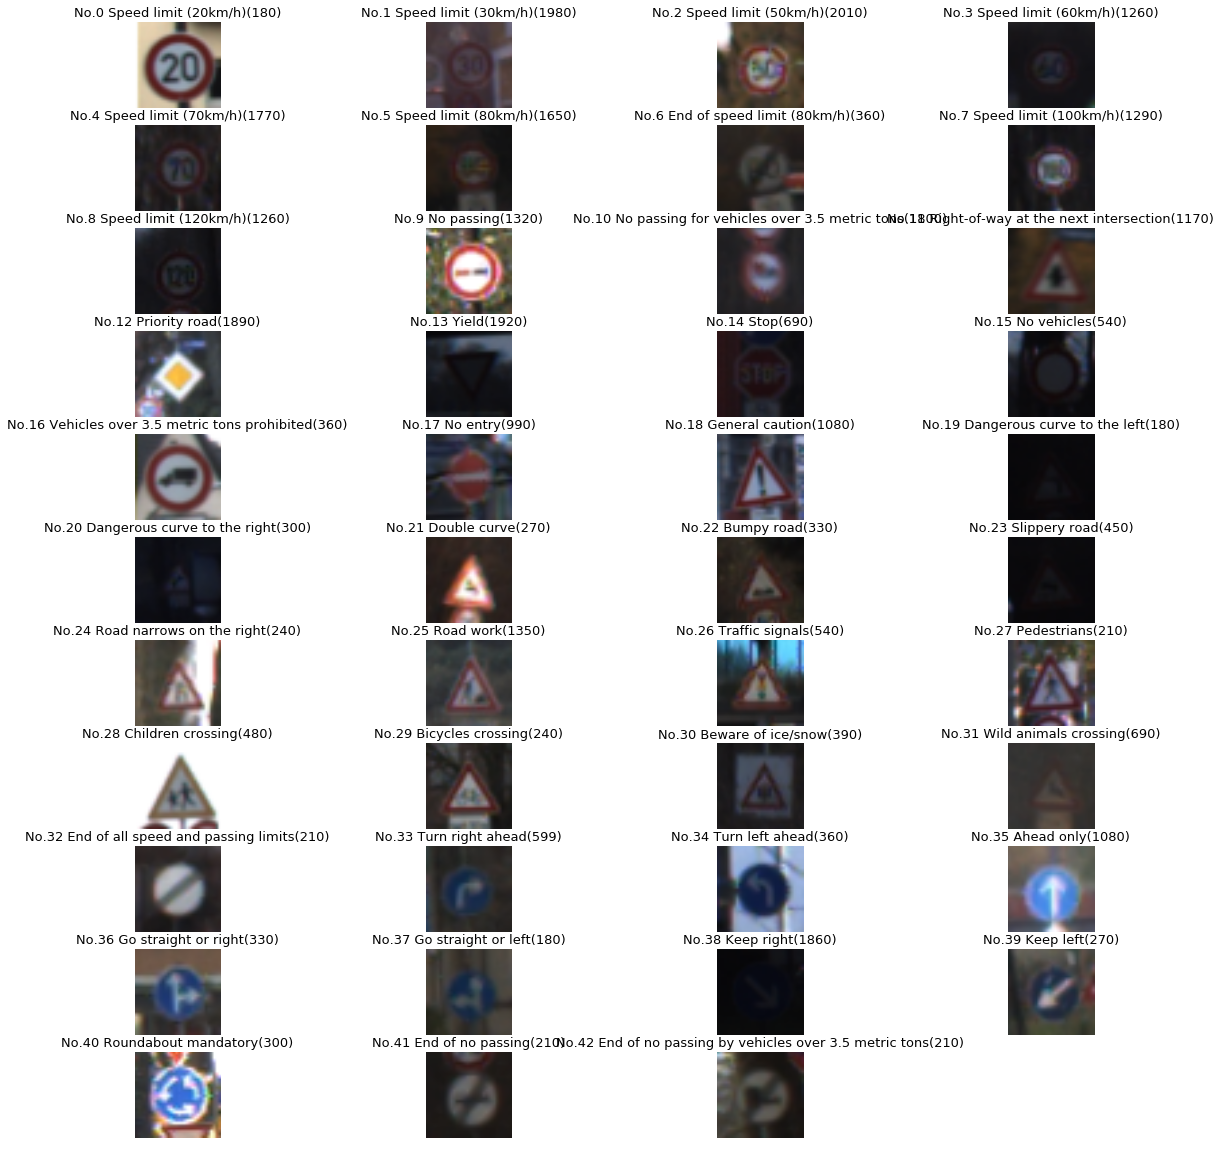 No.0 Speed limit (20km/h)(180)
No.1 Speed limit (30km/h)(1980)
No.2 Speed limit (50km/h)(2010)
No.3 Speed limit (60km/h)(1260)
20
30
50
60
No.4 Speed limit (70km/h)(1770)
No.5 Speed limit (80km/h)(1650)
No.6 End of speed limit (80km/h)(360)
No.7 Speed limit (100km/h)(1290)
70
100
No.8 Speed limit (120km/h)(1260)
No.9 No passing(1320)
No.10 No passing for vehicles over 3.5 metric tons(1800)
No.11 Right-of-way at the next intersection(1170)
120
No.12 Priority road(1890)
No.13 Yield(1920)
No.14 Stop(690)
No.15 No vehicles(540)
STOP
No.16 Vehicles over 3.5 metric tons prohibited(360)
No.17 No entry(990)
No.18 General caution(1080)
No.19 Dangerous curve to the left(180)
No.20 Dangerous curve to the right(300)
No.21 Double curve(270)
No.22 Bumpy road(330)
No.23 Slippery road(450)
No.24 Road narrows on the right(240)
No.25 Road work(1350)
No.26 Traffic signals(540)
No.27 Pedestrians(210)
No.28 Children crossing(480)
No.29 Bicycles crossing(240)
No.30 Beware of ice/snow(390)
No.31 Wild animals crossing(690)
No.32 End of all speed and passing limits(210)
No.33 Turn right ahead(599)
No.34 Turn left ahead(360)
No.35 Ahead only(1080)
No.36 Go straight or right(330)
No.37 Go straight or left(180)
No.38 Keep right(1860)
No.39 Keep left(270)
No.40 Roundabout mandatory(300)
No.41 End of no passing(210)
No.42 End of no passing by vehicles over 3.5 metric tons(210)